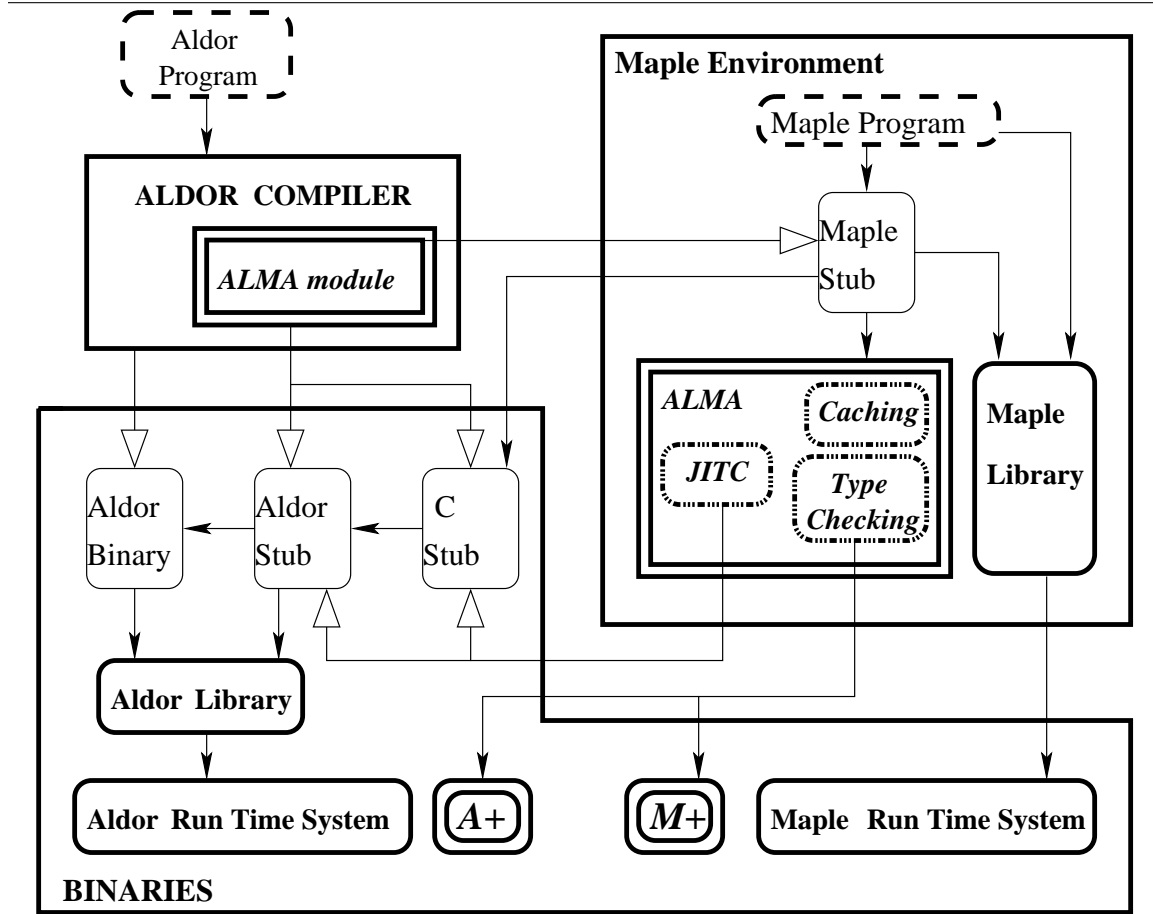 Aldor
Program
Maple Environment
Maple Program
ALDOR COMPILER
ALMA module
Maple
Stub
ALMA
Caching
JITC
Type
Checking
Maple
Library
Aldor
Binary
Aldor
Stub
C
Stub
Aldor Library
Aldor Run Time System
A+
M+
Maple Run Time System
BINARIES